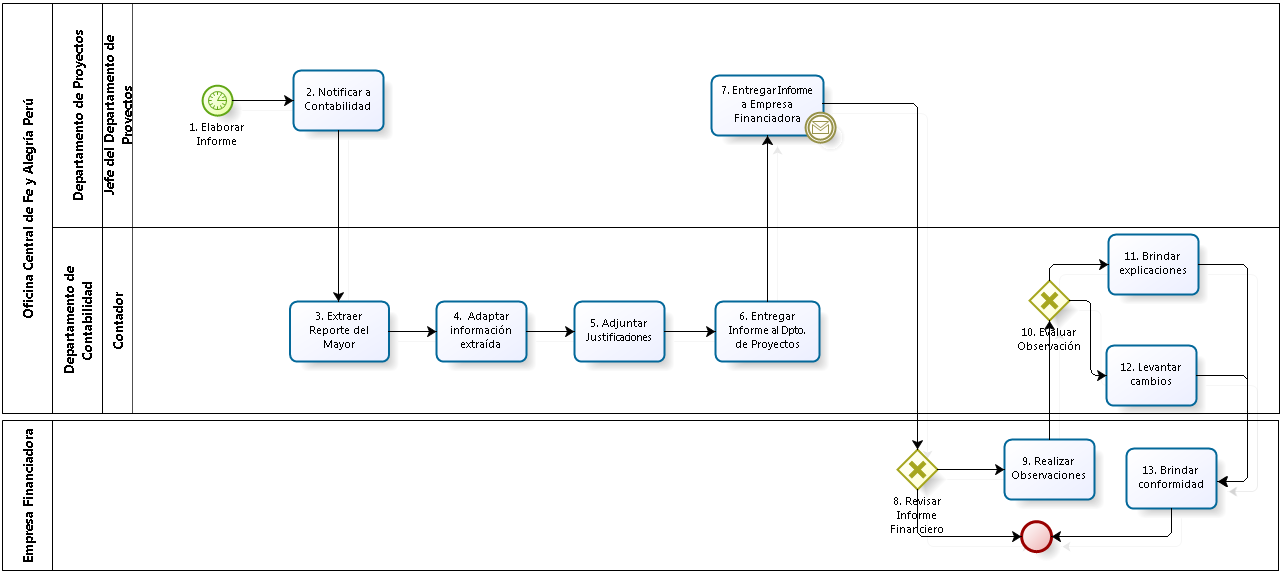 Oficina Central de Fe y Alegría Perú
Departamento de Proyectos
Jefe del Departamento de
Proyectos
1. Elaborar
Informe
2. Notificar a
Contabilidad
7. Entregar Informe
a Empresa
Financiadora
Departamento de
Contabilidad
Contador
3. Extraer
Reporte del
Mayor
4. Adaptar
información
extraída
5. Adjuntar
Justificaciones
6. Entregar
Informe al Dpto.
de Proyectos
10. Evaluar
Observación
11. Brindar
explicaciones
12. Levantar
cambios
Empresa Financiadora
8. Revisar
Informe
Financiero
9. Realizar
Observaciones
13. Brindar
conformidad